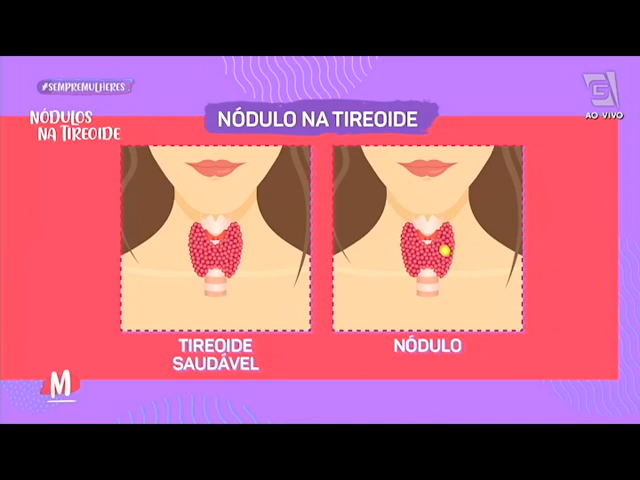 #SEMPREMULHERES
G
AO VIVO
NÓDULOS
NA TIREOIDE
NÓDULO NA TIREOIDE
TIREOIDE
SAUDÁVEL
NÓDULO
M